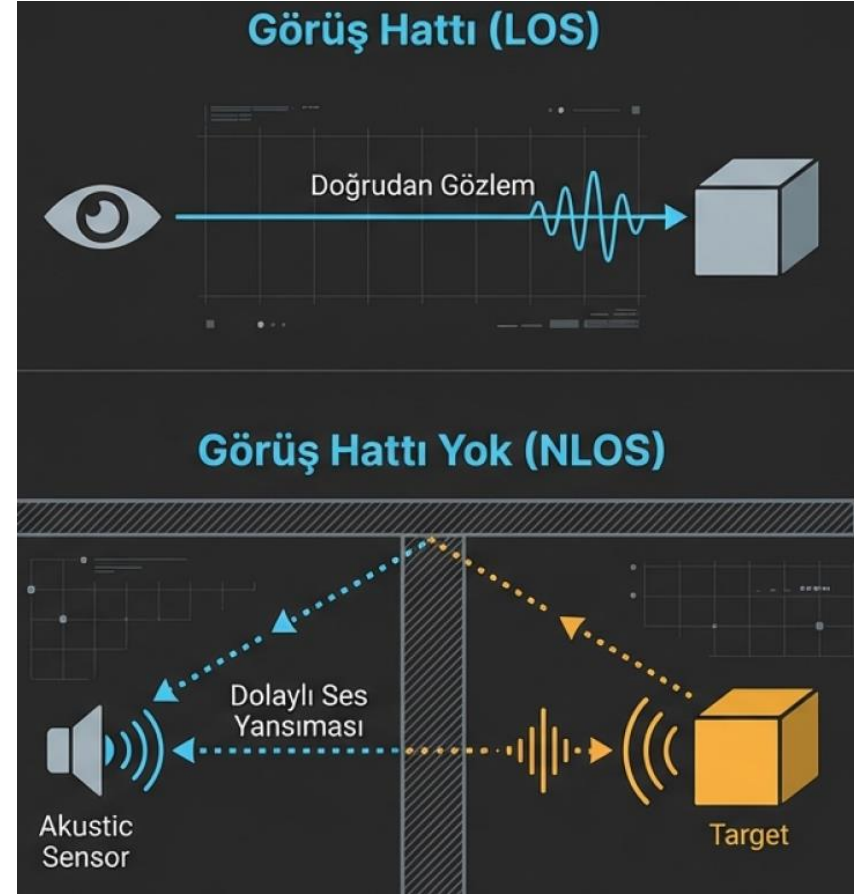 Görüş Hattı (LOS)
Doğrudan Gözlem
Görüş Hattı Yok (NLOS)
Dolaylı Ses
Yansıması
Akustic
Sensor
Target